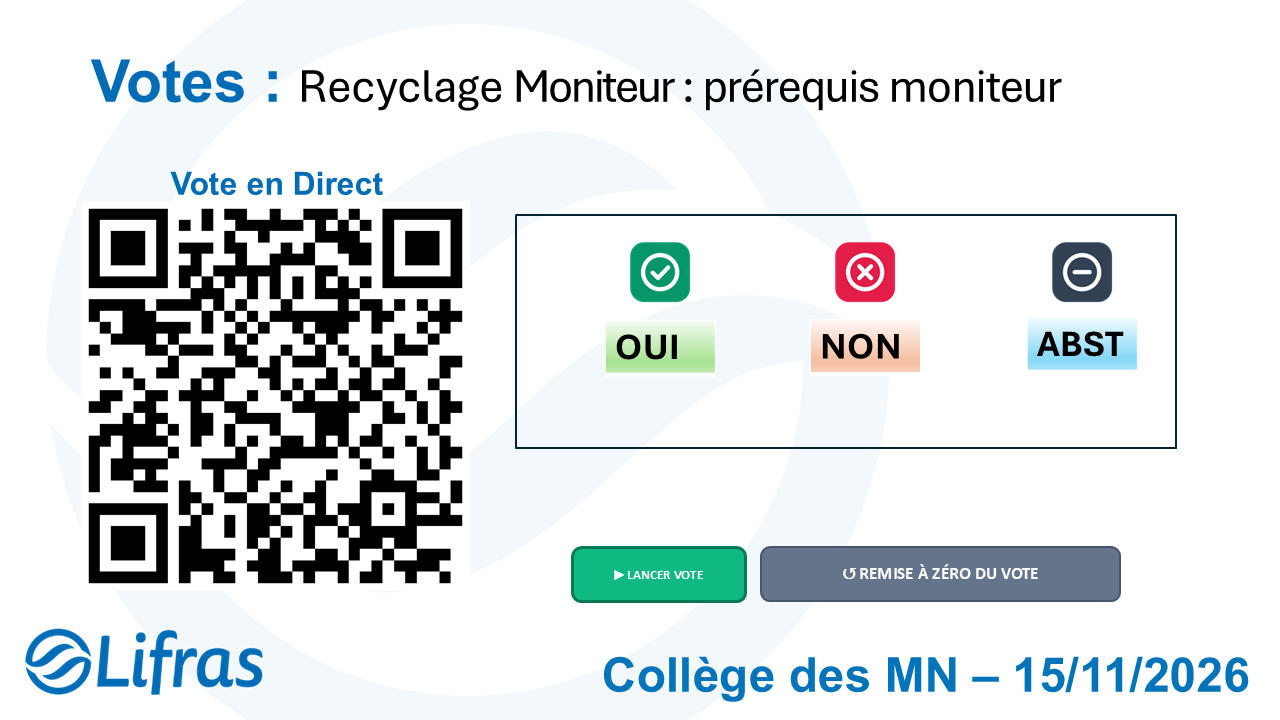 Votes : Recyclage Moniteur : prérequis moniteur
Vote en Direct
OUI
NON
ABST
▶ LANCER VOTE
↺ REMISE À ZÉRO DU VOTE
Lifras
Collège des MN – 15/11/2026